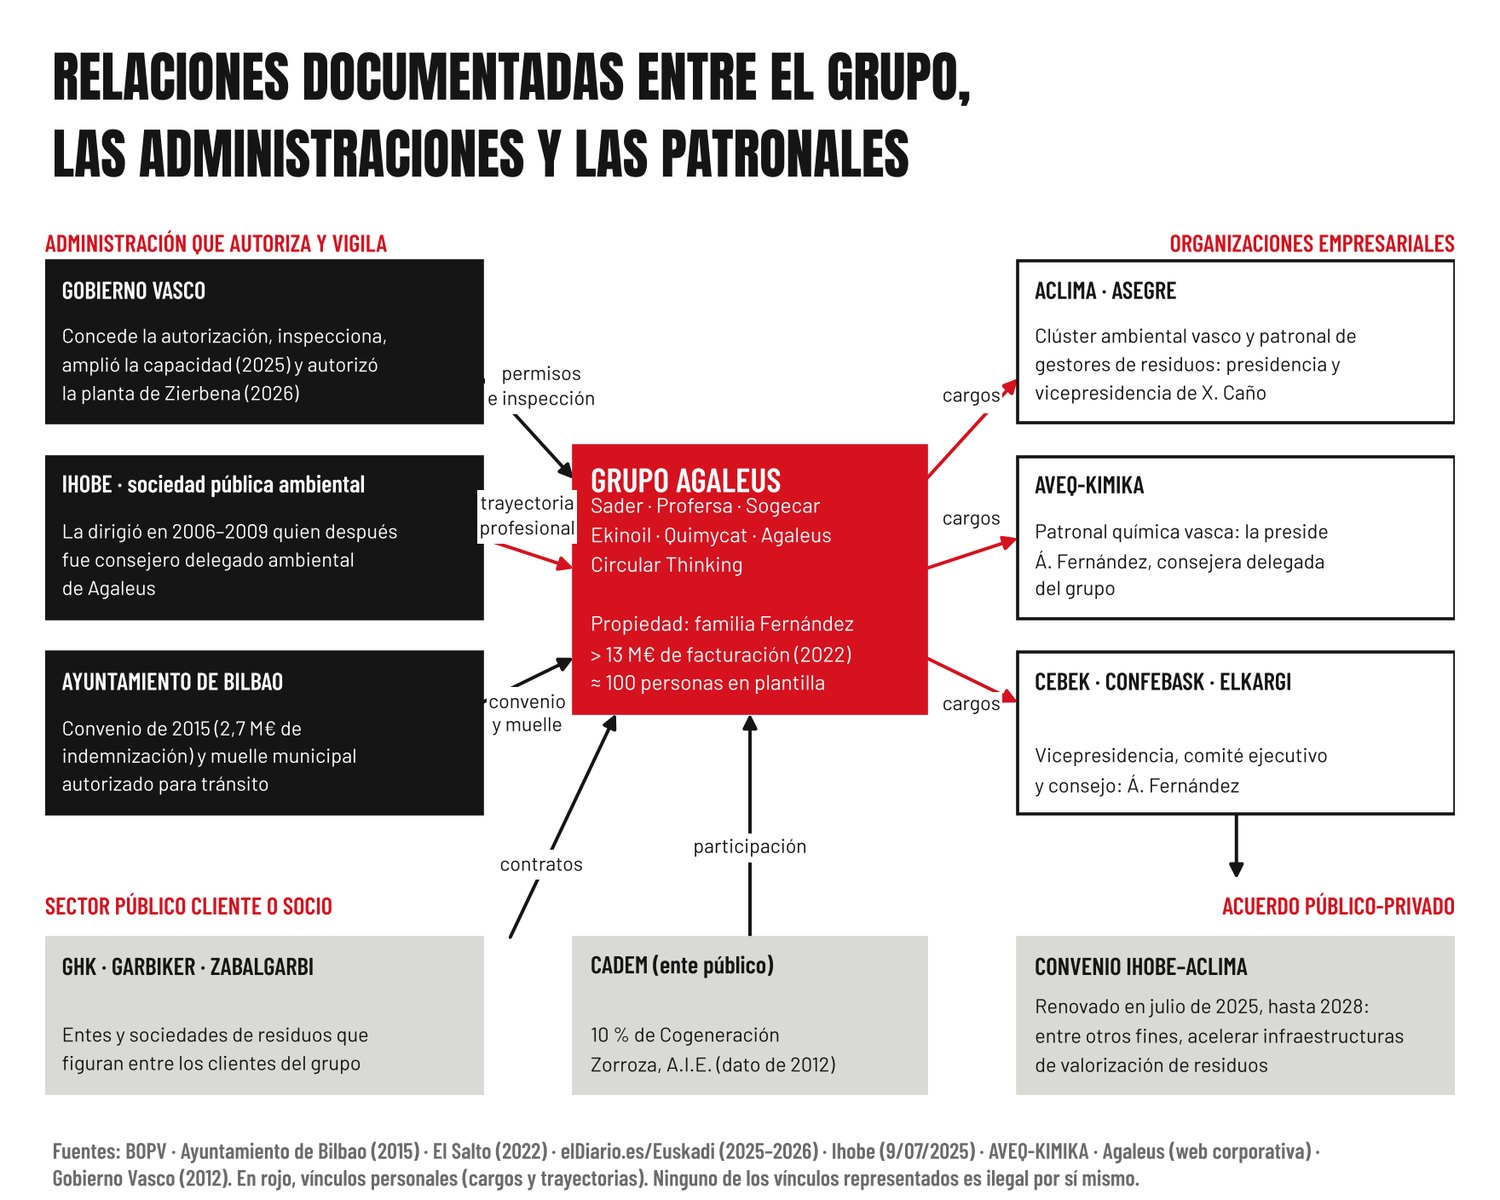 RELACIONES DOCUMENTADAS ENTRE EL GRUPO,
LAS ADMINISTRACIONES Y LAS PATRONALES
ADMINISTRACIÓN QUE AUTORIZA Y VIGILA
GOBIERNO VASCO
Concede la autorización, inspecciona,
amplió la capacidad (2025) y autorizó
la planta de Zierbena (2026)
IHOBE · sociedad pública ambiental
La dirigió en 2006–2009 quien después
fue consejero delegado ambiental
de Agaleus
AYUNTAMIENTO DE BILBAO
Convenio de 2015 (2,7 M€ de
indemnización) y muelle municipal
autorizado para tránsito
permisos
e inspección
trayectoria
profesional
convenio
y muelle
GRUPO AGALEUS
Sader · Profersa · Sogecar
Ekinoil · Quimycat · Agaleus
Circular Thinking
Propiedad: familia Fernández
> 13 M€ de facturación (2022)
≈ 100 personas en plantilla
cargos
cargos
cargos
ORGANIZACIONES EMPRESARIALES
ACLIMA · ASEGRE
Clúster ambiental vasco y patronal de
gestores de residuos: presidencia y
vicepresidencia de X. Caño
AVEQ-KIMIKA
Patronal química vasca: la preside
Á. Fernández, consejera delegada
del grupo
CEBEK · CONFEBASK · ELKARGI
Vicepresidencia, comité ejecutivo
y consejo: Á. Fernández
contratos
participación
SECTOR PÚBLICO CLIENTE O SOCIO
GHK · GARBIKER · ZABALGARBI
Entes y sociedades de residuos que
figuran entre los clientes del grupo
CADEM (ente público)
10 % de Cogeneración
Zorroza, A.I.E. (dato de 2012)
ACUERDO PÚBLICO-PRIVADO
CONVENIO IHOBE–ACLIMA
Renovado en julio de 2025, hasta 2028:
entre otros fines, acelerar infraestructuras
de valorización de residuos
Fuentes: BOPV · Ayuntamiento de Bilbao (2015) · El Salto (2022) · elDiario.es/Euskadi (2025–2026) · Ihobe (9/07/2025) · AVEQ-KIMIKA · Agaleus (web corporativa) ·
Gobierno Vasco (2012). En rojo, vínculos personales (cargos y trayectorias). Ninguno de los vínculos representados es ilegal por sí mismo.